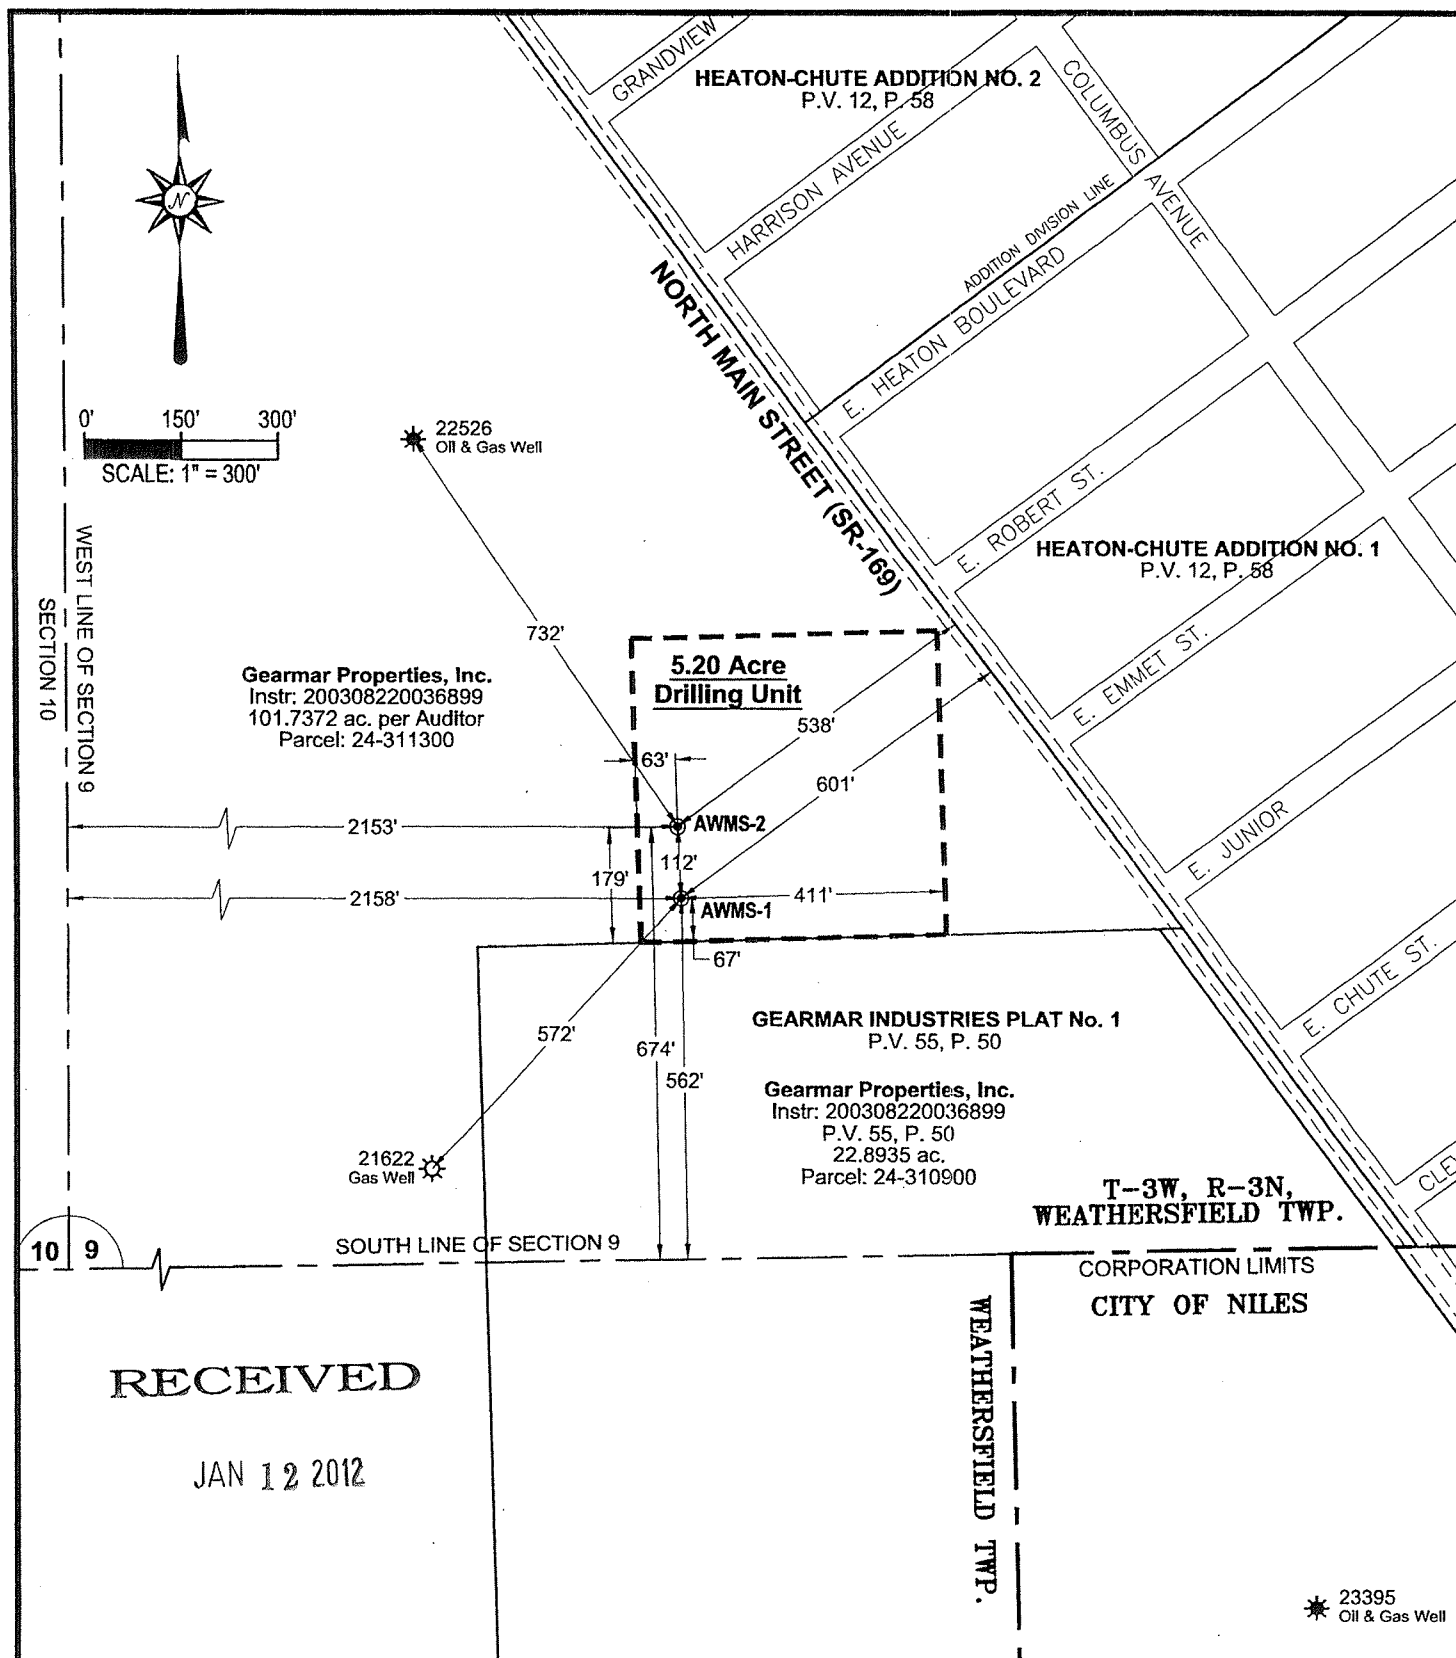 GRANDVIEW
HEATON-CHUTE ADDITION NO. 2
P.V. 12, P. 58
COLUMBUS AVENUE
HARRISON AVENUE
ADDITION DIVISION LINE
E. HEATON BOULEVARD
NORTH MAIN STREET (SR-169)
N
0' 150' 300'
SCALE: 1" = 300'
22526
Oil & Gas Well
E. ROBERT ST.
HEATON-CHUTE ADDITION NO. 1
P.V. 12, P. 58
WEST LINE OF SECTION 9
SECTION 10
732'
5.20 Acre
Drilling Unit
E. EMMET ST.
Gearmar Properties, Inc.
Instr: 200308220036899
101.7372 ac. per Auditor
Parcel: 24-311300
538'
63'
601'
2153'
AWMS-2
E. JUNIOR
112'
179'
2158'
411'
AWMS-1
67'
E. CHUTE ST.
GEARMAR INDUSTRIES PLAT No. 1
P.V. 55, P. 50
572'
674'
562'
Gearmar Properties, Inc.
Instr: 200308220036899
P.V. 55, P. 50
22.8935 ac.
Parcel: 24-310900
21622
Gas Well
CLE
T-3W, R-3N,
WEATHERSFIELD TWP.
10 9
SOUTH LINE OF SECTION 9
CORPORATION LIMITS
CITY OF NILES
WEATHERSFIELD TWP.
RECEIVED
JAN 12 2012
23395
Oil & Gas Well